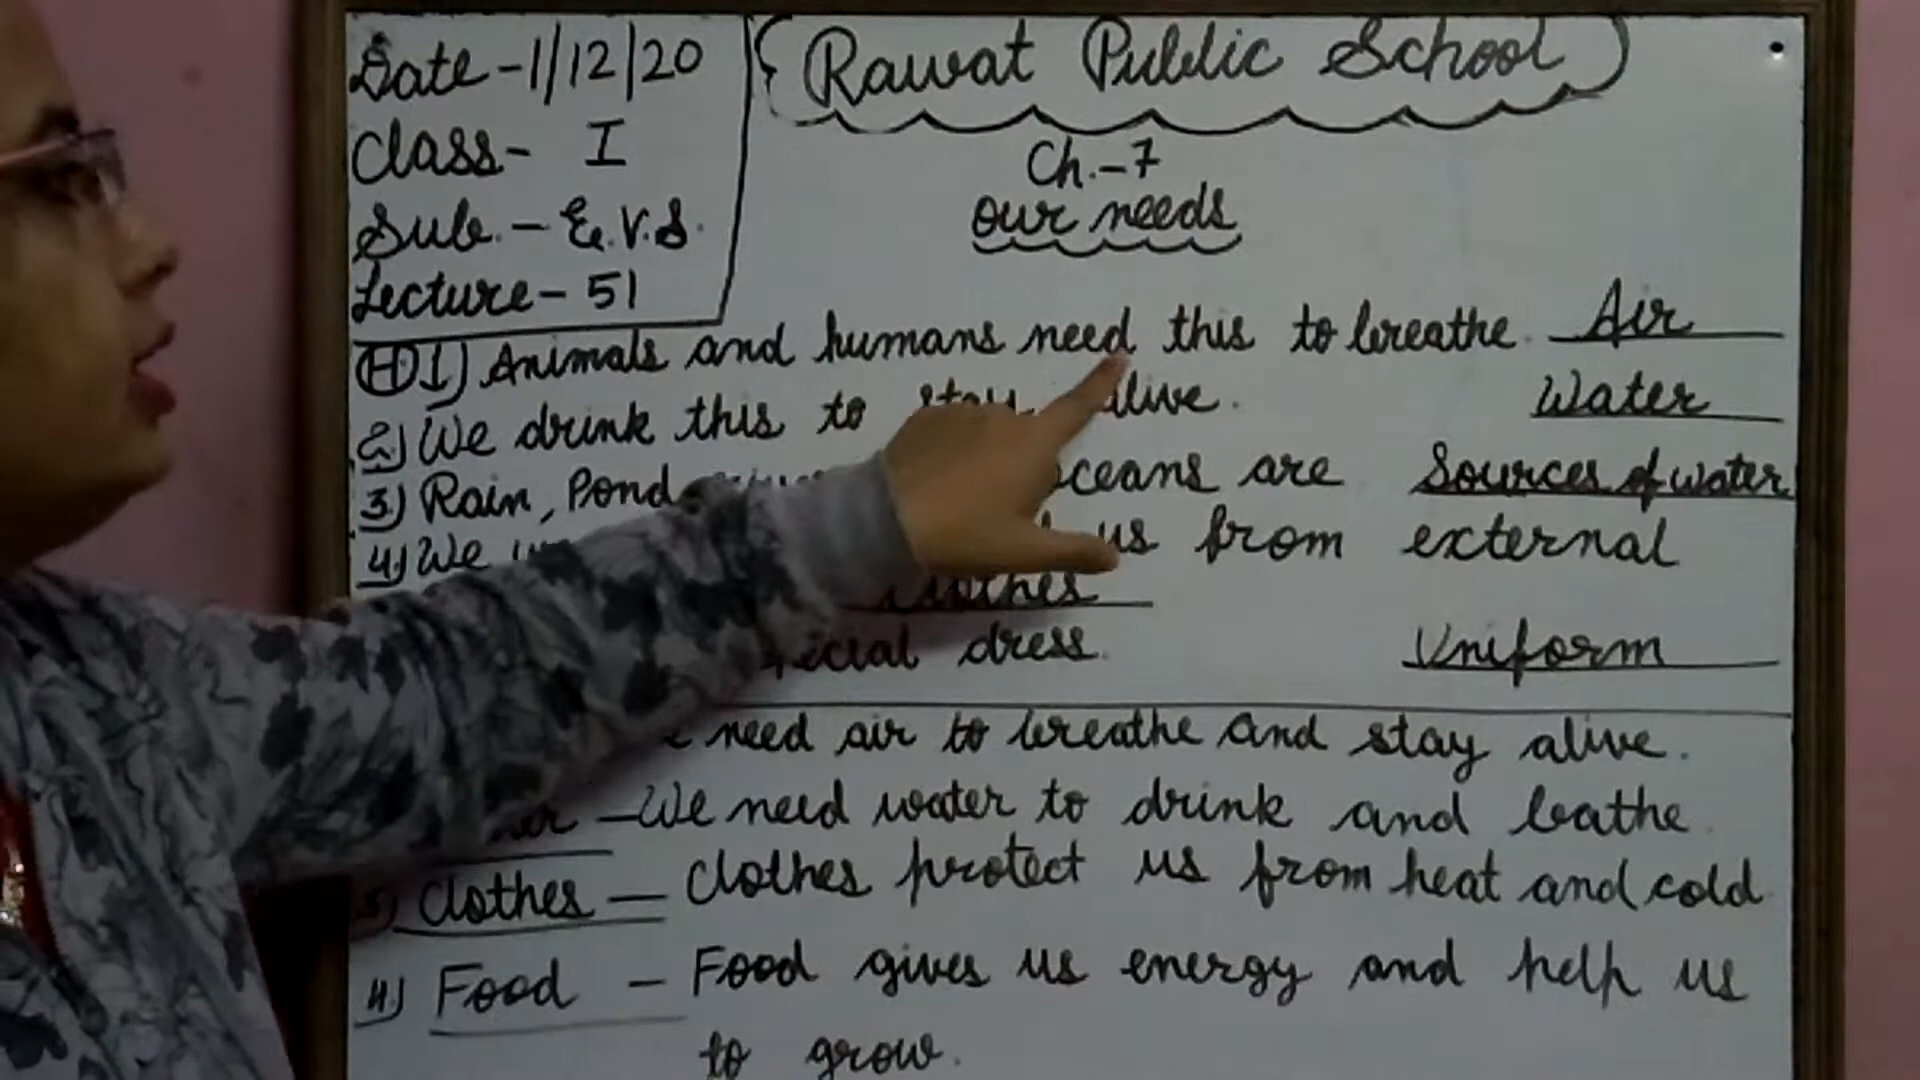 Date - 1/12/20
Class - I
Sub. - E.V.S.
Lecture - 51
Rawat Public School
Ch. - 7
Our needs
(H) 1) Animals and humans need this to breathe. Air
2) We drink this to stay alive. Water
3) Rain, Pond oceans are Sources of water
4) We us from external
clothes
special dress. Uniform
need air to breathe and stay alive.
- We need water to drink and bathe.
3) Clothes - Clothes protect us from heat and cold
4) Food - Food gives us energy and help us
to grow.